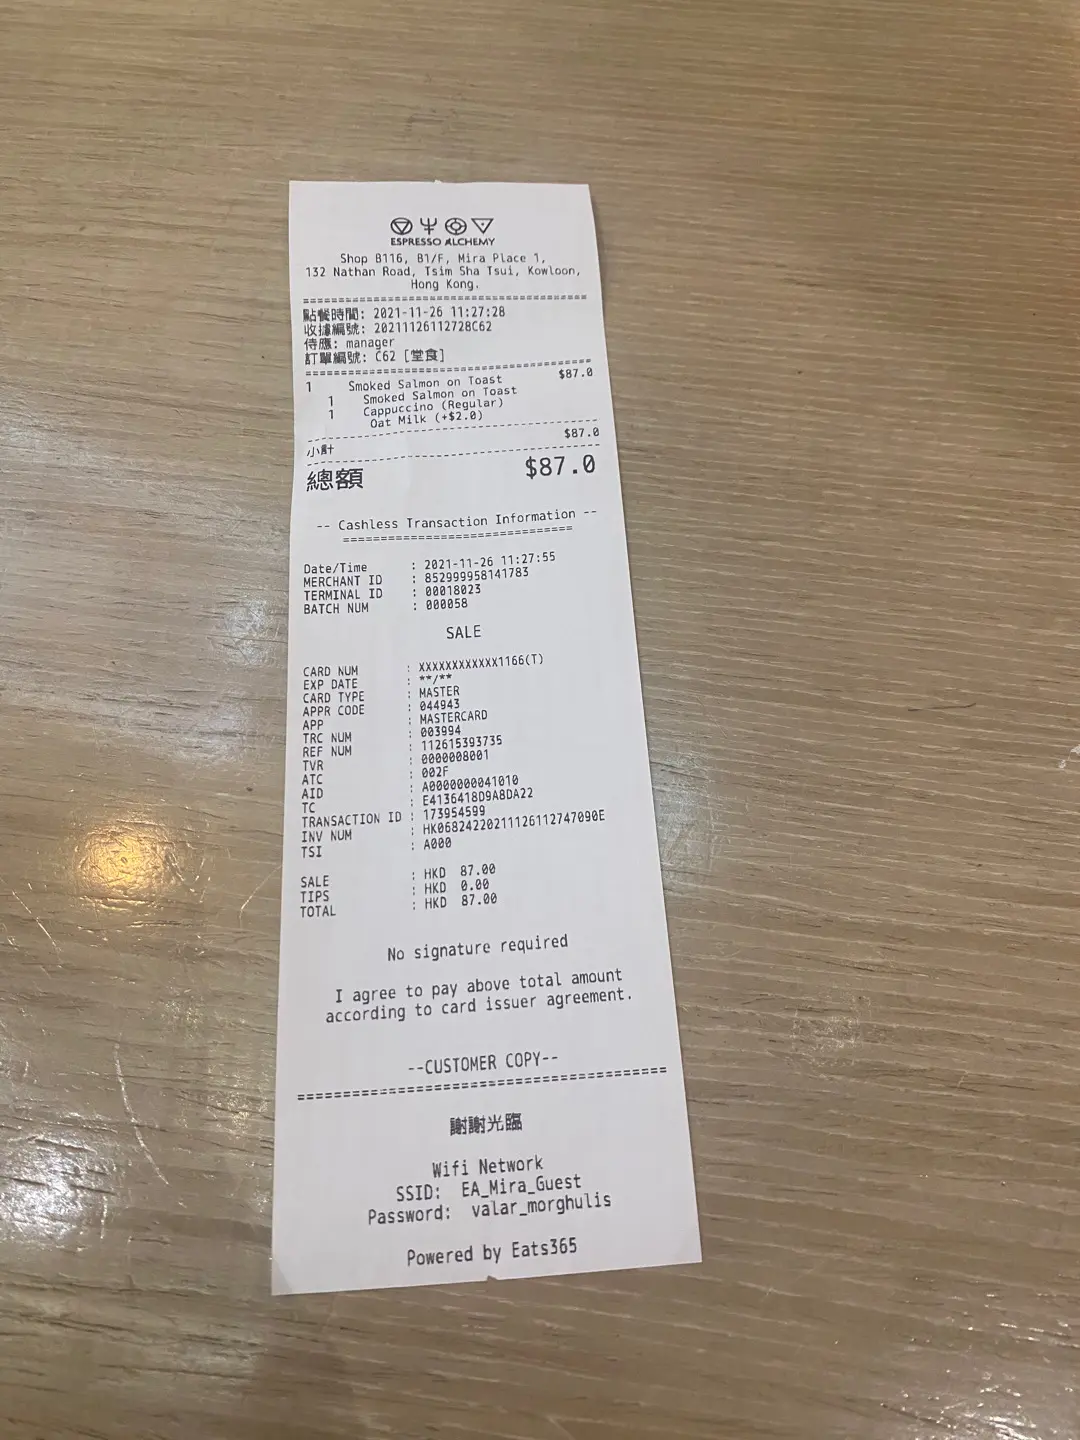 ESPRESSO ALCHEMY
Shop B116, B1/F, Mira Place 1,
132 Nathan Road, Tsim Sha Tsui, Kowloon,
Hong Kong.
點餐時間: 2021-11-26 11:27:28
收據編號: 20211126112728C62
侍應: manager
訂單編號: C62 [堂食]
1 Smoked Salmon on Toast $87.0
1 Smoked Salmon on Toast
1 Cappuccino (Regular)
Oat Milk (+$2.0)
小計 $87.0
總額 $87.0
-- Cashless Transaction Information --
Date/Time : 2021-11-26 11:27:55
MERCHANT ID : 852999958141783
TERMINAL ID : 00018023
BATCH NUM : 000058
SALE
CARD NUM : XXXXXXXXXXXX1166(T)
EXP DATE : **/**
CARD TYPE : MASTER
APPR CODE : 044943
APP : MASTERCARD
TRC NUM : 003994
REF NUM : 112615393735
TVR : 0000008001
ATC : 002F
AID : A0000000041010
TC : E4136418D9A8DA22
TRANSACTION ID : 173954599
INV NUM : HK06824220211126112747090E
TSI : A000
SALE : HKD 87.00
TIPS : HKD 0.00
TOTAL : HKD 87.00
No signature required
I agree to pay above total amount
according to card issuer agreement.
--CUSTOMER COPY--
謝謝光臨
Wifi Network
SSID: EA_Mira_Guest
Password: valar_morghulis
Powered by Eats365